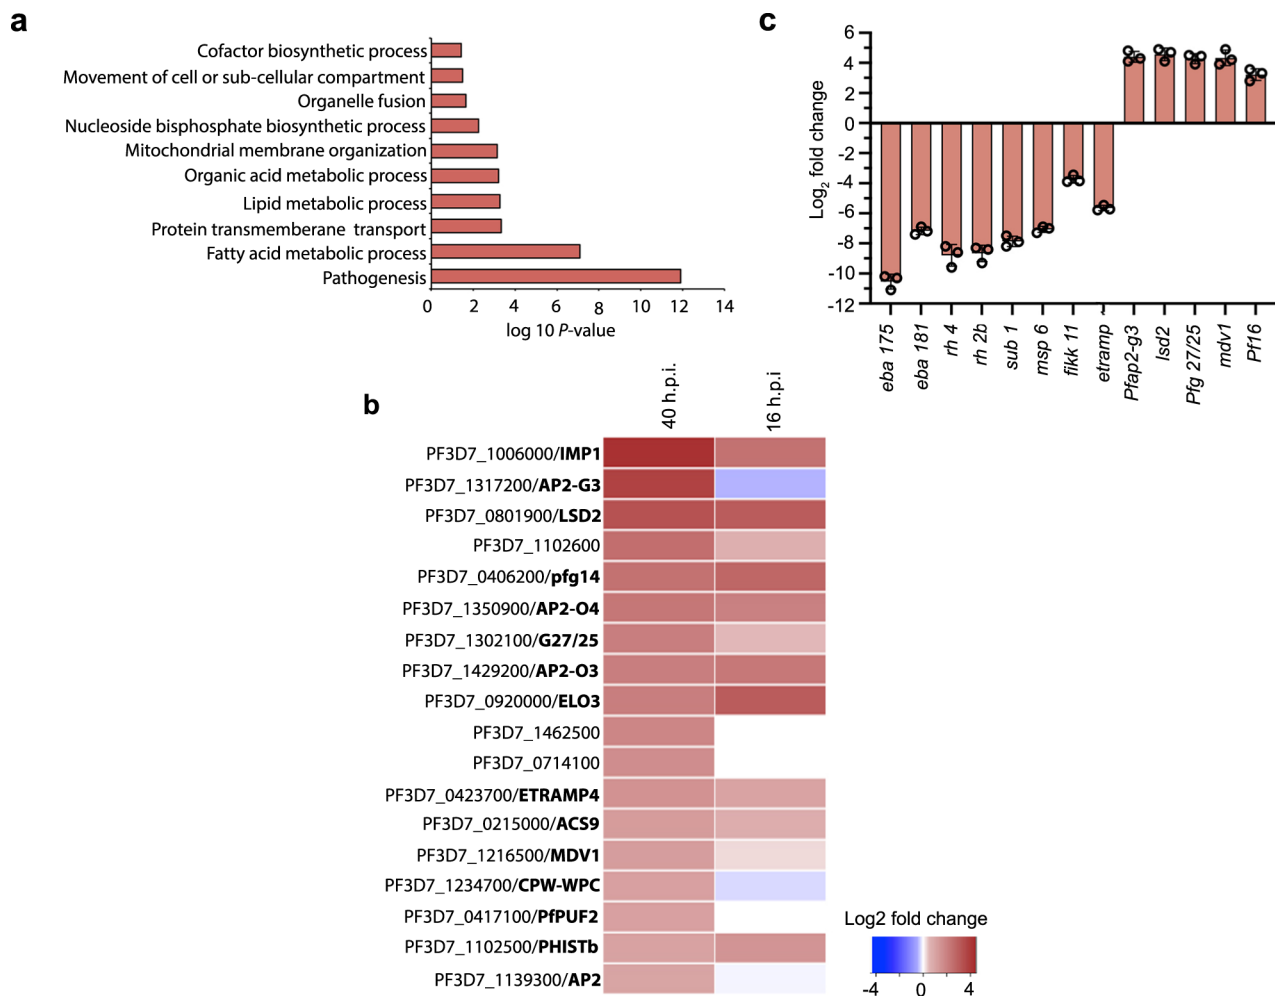 a
Cofactor biosynthetic process
Movement of cell or sub-cellular compartment
Organelle fusion
Nucleoside bisphosphate biosynthetic process
Mitochondrial membrane organization
Organic acid metabolic process
Lipid metabolic process
Protein transmemberane transport
Fatty acid metabolic process
Pathogenesis
0 2 4 6 8 10 12 14
log 10 P-value
c
Log2 fold change
6
4
2
0
-2
-4
-6
-8
-10
-12
eba 175
eba 181
rh 4
rh 2b
sub 1
msp 6
fikk 11
etramp
Pfap2-g3
lsd2
Pfg 27/25
mdv1
Pf16
b
40 h.p.i.
16 h.p.i
PF3D7_1006000/IMP1
PF3D7_1317200/AP2-G3
PF3D7_0801900/LSD2
PF3D7_1102600
PF3D7_0406200/pfg14
PF3D7_1350900/AP2-O4
PF3D7_1302100/G27/25
PF3D7_1429200/AP2-O3
PF3D7_0920000/ELO3
PF3D7_1462500
PF3D7_0714100
PF3D7_0423700/ETRAMP4
PF3D7_0215000/ACS9
PF3D7_1216500/MDV1
PF3D7_1234700/CPW-WPC
PF3D7_0417100/PfPUF2
PF3D7_1102500/PHISTb
PF3D7_1139300/AP2
Log2 fold change
-4 0 4